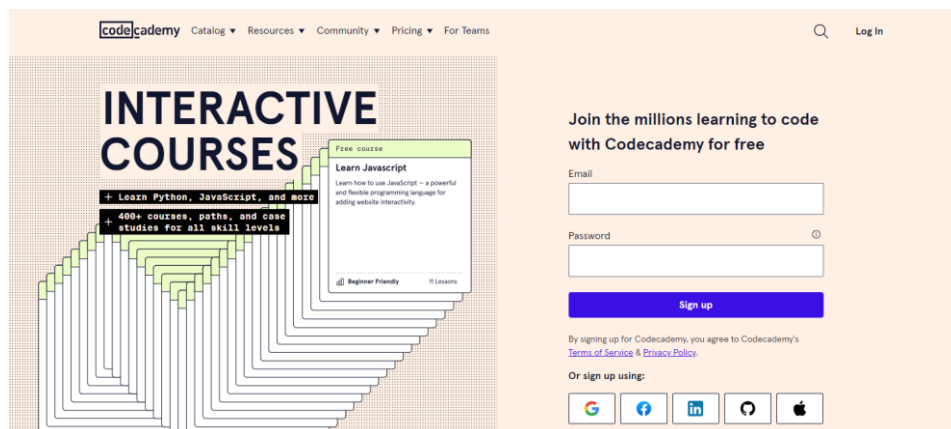 codecademy Catalog ▼ Resources ▼ Community ▼ Pricing ▼ For Teams Log In
INTERACTIVE
COURSES
+ Learn Python, JavaScript, and more
+ 400+ courses, paths, and case
studies for all skill levels
Free course
Learn Javascript
Learn how to use JavaScript — a powerful
and flexible programming language for
adding website interactivity.
Beginner Friendly 11 Lessons
Join the millions learning to code
with Codecademy for free
Email
Password
Sign up
By signing up for Codecademy, you agree to Codecademy's
Terms of Service & Privacy Policy.
Or sign up using: